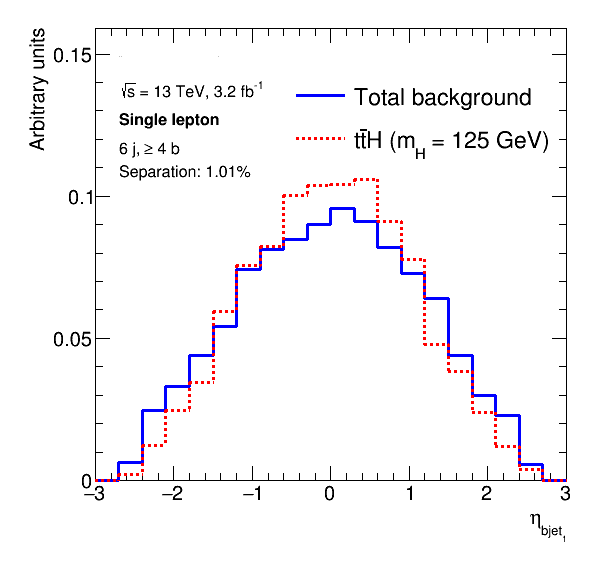 Arbitrary units
0.15
0.1
0.05
0
√s = 13 TeV, 3.2 fb⁻¹
Single lepton
6 j, ≥ 4 b
Separation: 1.01%
Total background
tt̄H (m_H = 125 GeV)
−3 −2 −1 0 1 2 3
η_bjet₁